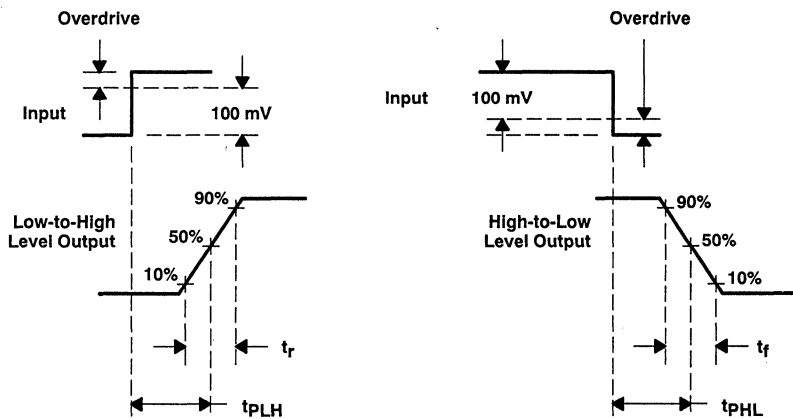 Overdrive
Input
100 mV
Low-to-High
Level Output
90%
50%
10%
tr
tPLH
Overdrive
Input
100 mV
High-to-Low
Level Output
90%
50%
10%
tf
tPHL